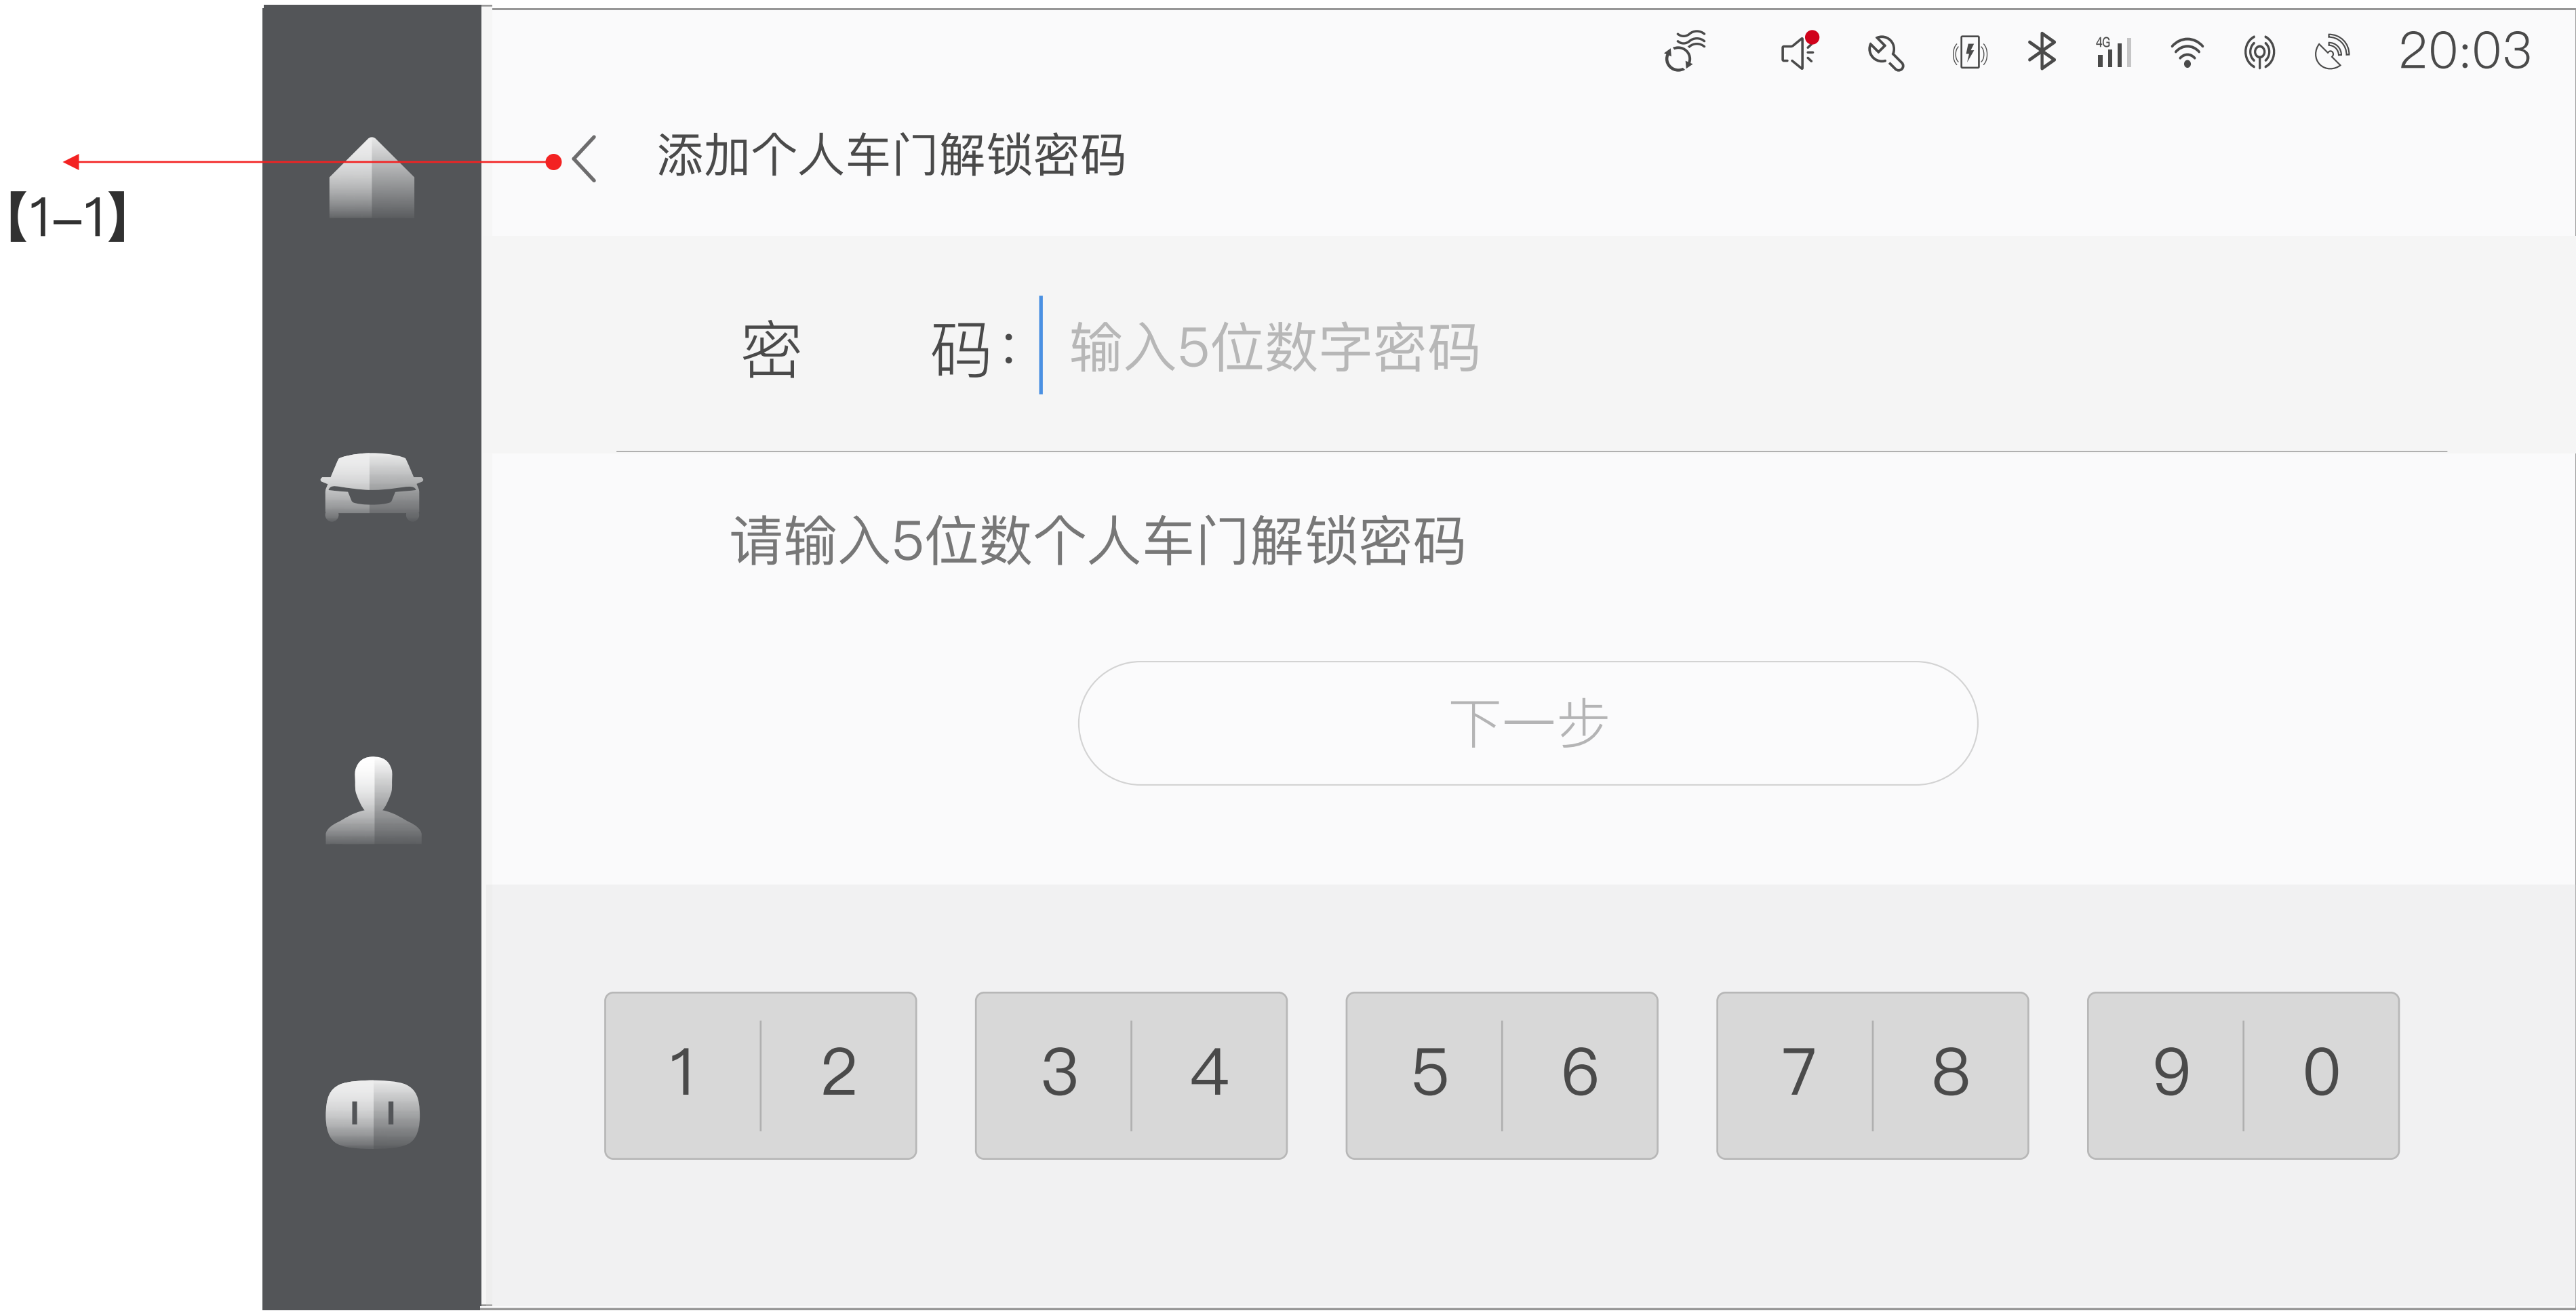 4G 20:03
添加个人车门解锁密码
【1-1】
密 码: 输入5位数字密码
请输入5位数个人车门解锁密码
下一步
1 2 3 4 5 6 7 8 9 0